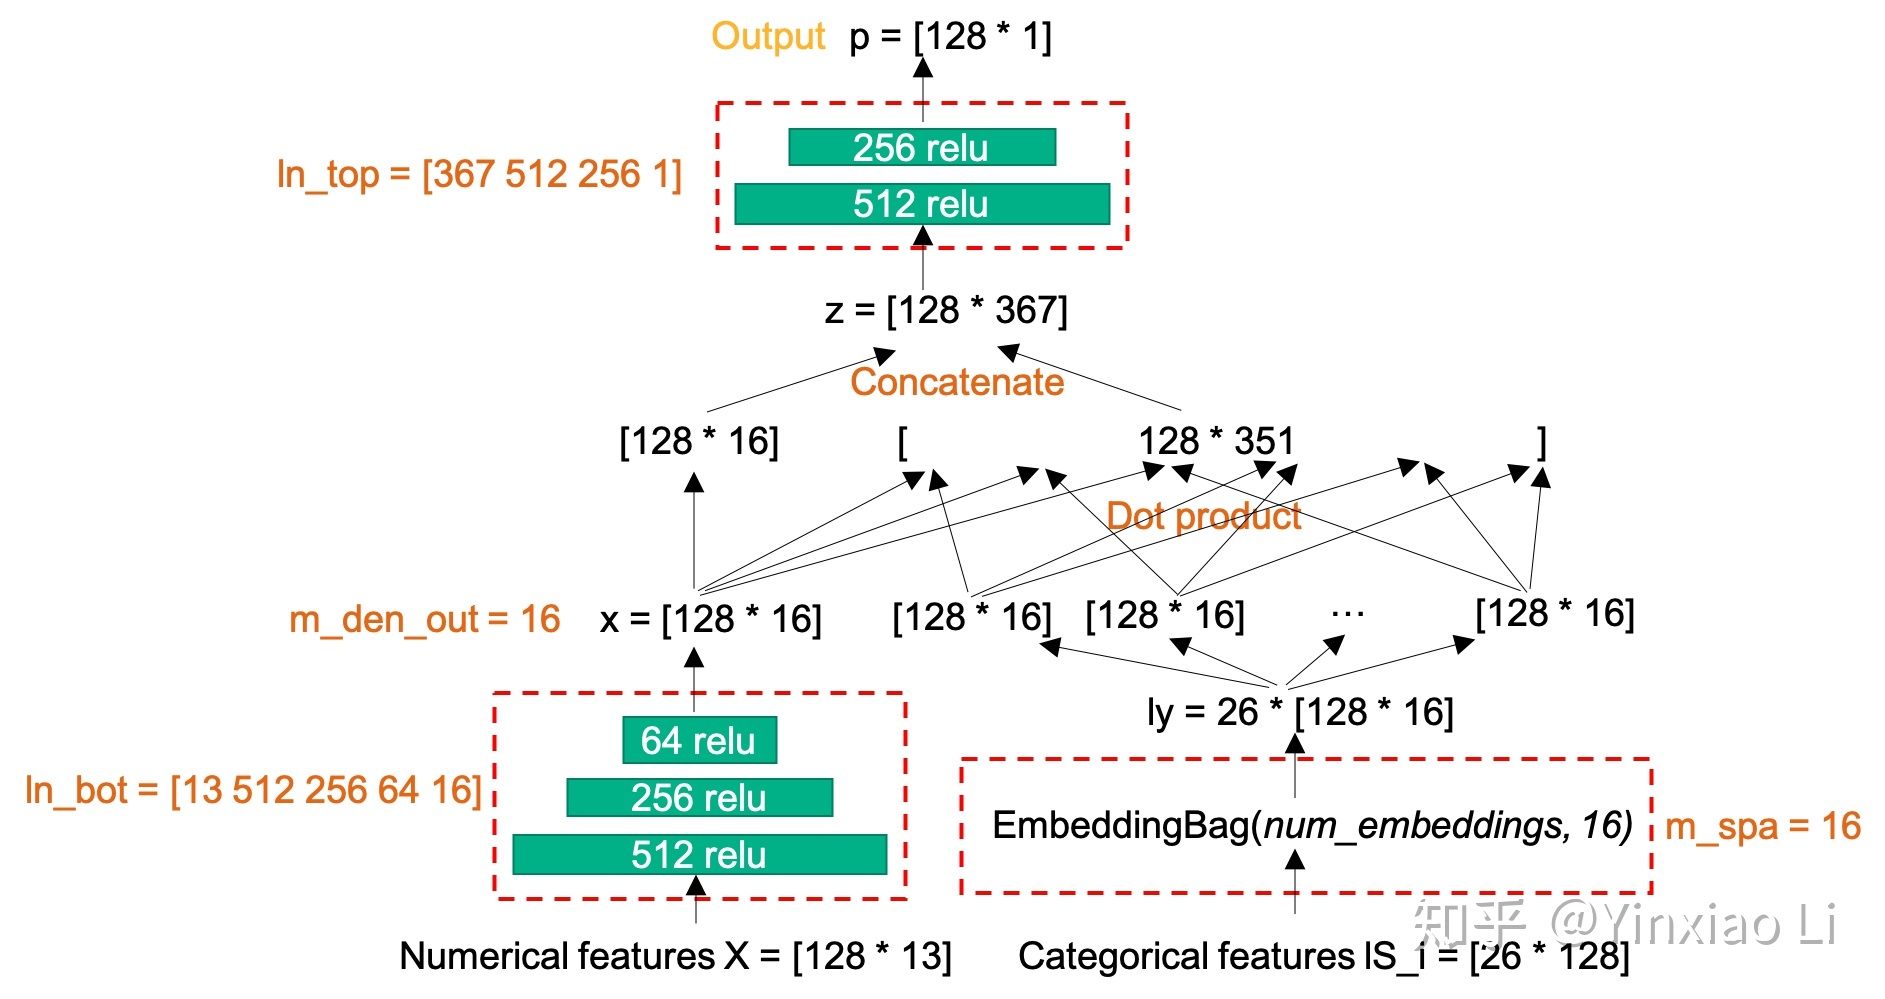 Output p = [128 * 1]
256 relu
ln_top = [367 512 256 1]
512 relu
z = [128 * 367]
Concatenate
[128 * 16] [ 128 * 351 ]
Dot product
m_den_out = 16 x = [128 * 16] [128 * 16] [128 * 16] ... [128 * 16]
ly = 26 * [128 * 16]
64 relu
ln_bot = [13 512 256 64 16]
256 relu
EmbeddingBag(num_embeddings, 16) m_spa = 16
512 relu
知乎 @Yinxiao Li
Numerical features X = [128 * 13] Categorical features lS_i = [26 * 128]